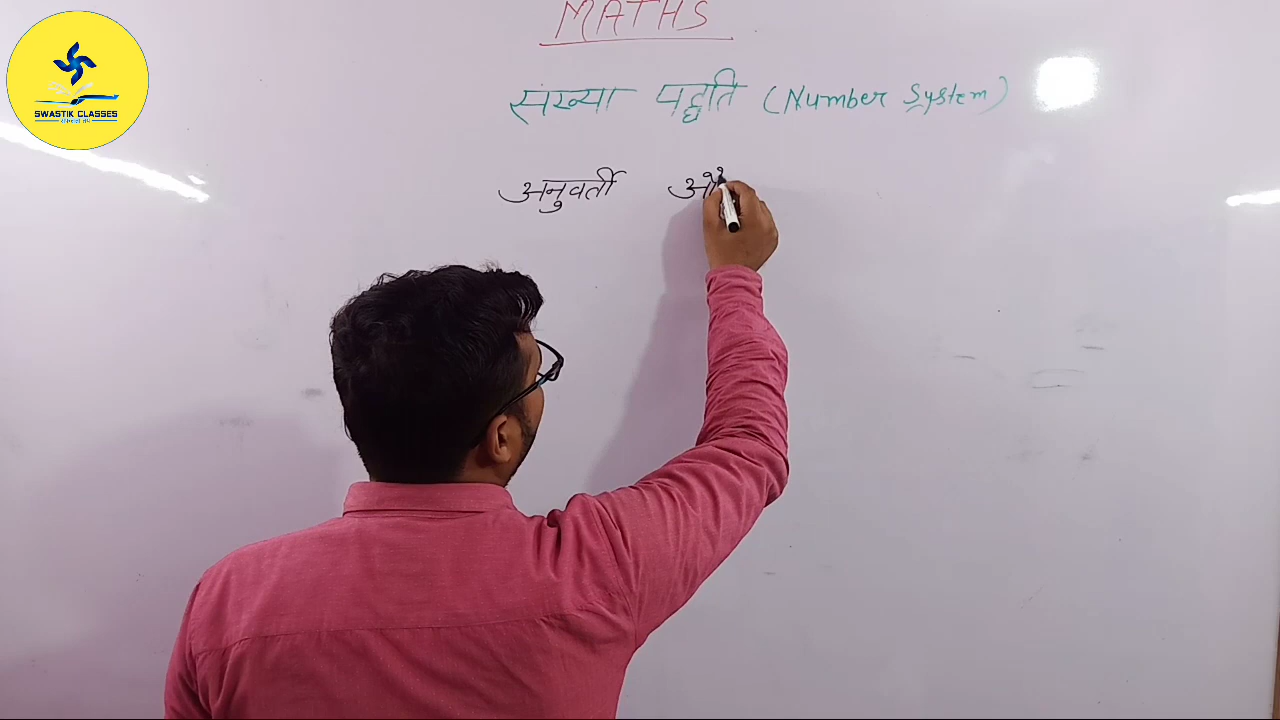 SWASTIK CLASSES
MATHS
संख्या पद्धति (Number System)
अनुवर्ती